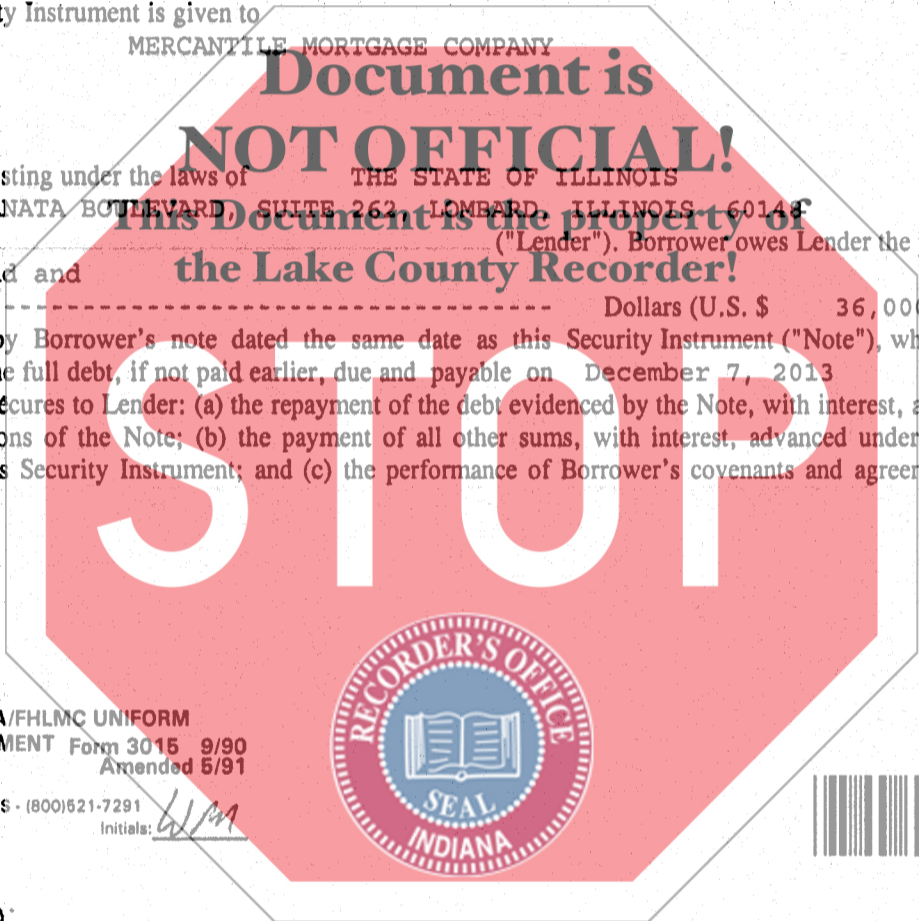 ty Instrument is given to
MERCANTILE MORTGAGE COMPANY
Document is
NOT OFFICIAL!
sting under the laws of THE STATE OF ILLINOIS
This Document is the property of
NATA BOULEVARD, SUITE 262, LOMBARD, ILLINOIS 60148
("Lender"). Borrower owes Lender the
the Lake County Recorder!
d and
Dollars (U.S. $ 36,00
by Borrower's note dated the same date as this Security Instrument ("Note"), wh
e full debt, if not paid earlier, due and payable on December 7, 2013
ecures to Lender: (a) the repayment of the debt evidenced by the Note, with interest, a
ons of the Note; (b) the payment of all other sums, with interest, advanced under
s Security Instrument; and (c) the performance of Borrower's covenants and agreem
STOP
RECORDER'S OFFICE
SEAL
INDIANA
A/FHLMC UNIFORM
MENT Form 3015 9/90
Amended 5/91
S - (800)521-7291
Initials: WM